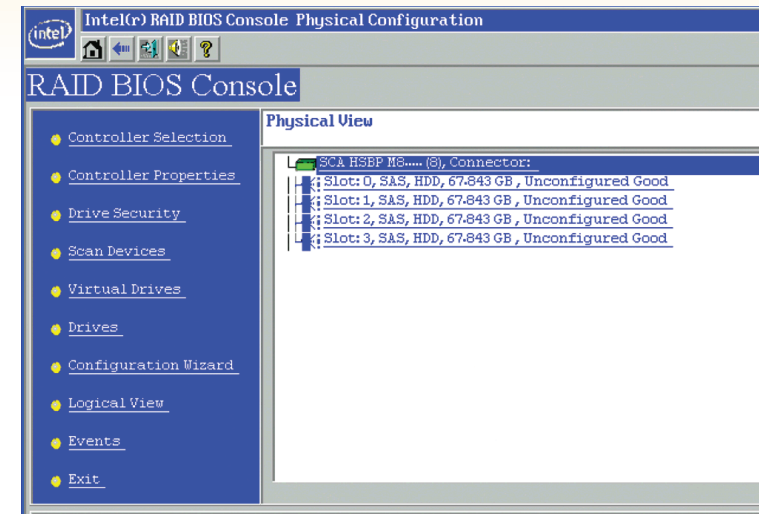 intel
Intel(r) RAID BIOS Console Physical Configuration
RAID BIOS Console
Controller Selection
Controller Properties
Drive Security
Scan Devices
Virtual Drives
Drives
Configuration Wizard
Logical View
Events
Exit
Physical View
SCA HSBP M8..... (8), Connector:
Slot: 0, SAS, HDD, 67.843 GB , Unconfigured Good
Slot: 1, SAS, HDD, 67.843 GB , Unconfigured Good
Slot: 2, SAS, HDD, 67.843 GB , Unconfigured Good
Slot: 3, SAS, HDD, 67.843 GB , Unconfigured Good